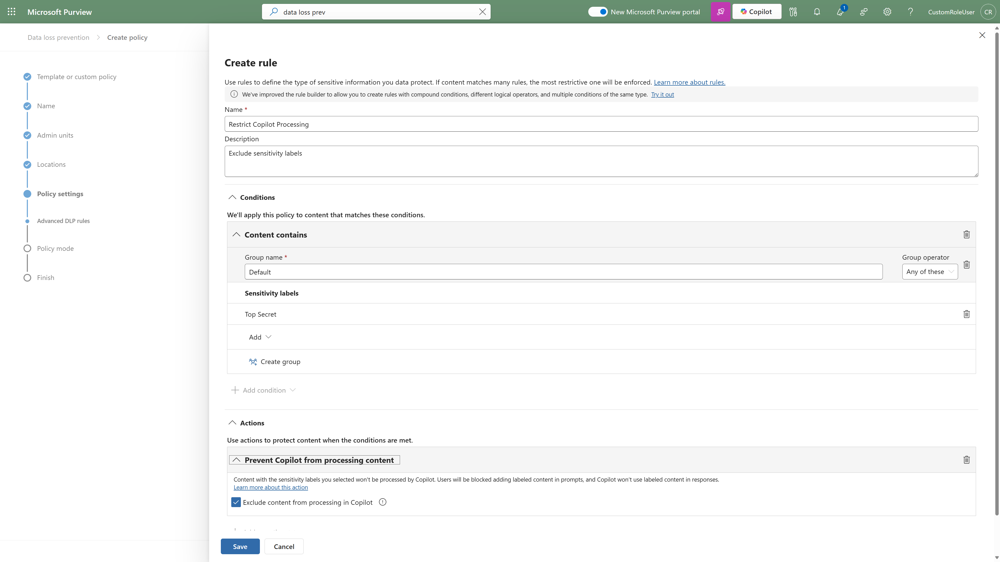 Microsoft Purview
data loss prev
New Microsoft Purview portal
Copilot
1
CustomRoleUser
CR
Data loss prevention
Create policy
Template or custom policy
Name
Admin units
Locations
Policy settings
Advanced DLP rules
Policy mode
Finish
Create rule
Use rules to define the type of sensitive information you data protect. If content matches many rules, the most restrictive one will be enforced. Learn more about rules.
We've improved the rule builder to allow you to create rules with compound conditions, different logical operators, and multiple conditions of the same type. Try it out
Name *
Restrict Copilot Processing
Description
Exclude sensitivity labels
Conditions
We'll apply this policy to content that matches these conditions.
Content contains
Group name *
Group operator
Default
Any of these
Sensitivity labels
Top Secret
Add
Create group
Add condition
Actions
Use actions to protect content when the conditions are met.
Prevent Copilot from processing content
Content with the sensitivity labels you selected won't be processed by Copilot. Users will be blocked adding labeled content in prompts, and Copilot won’t use labeled content in responses.
Learn more about this action
Exclude content from processing in Copilot
Save
Cancel